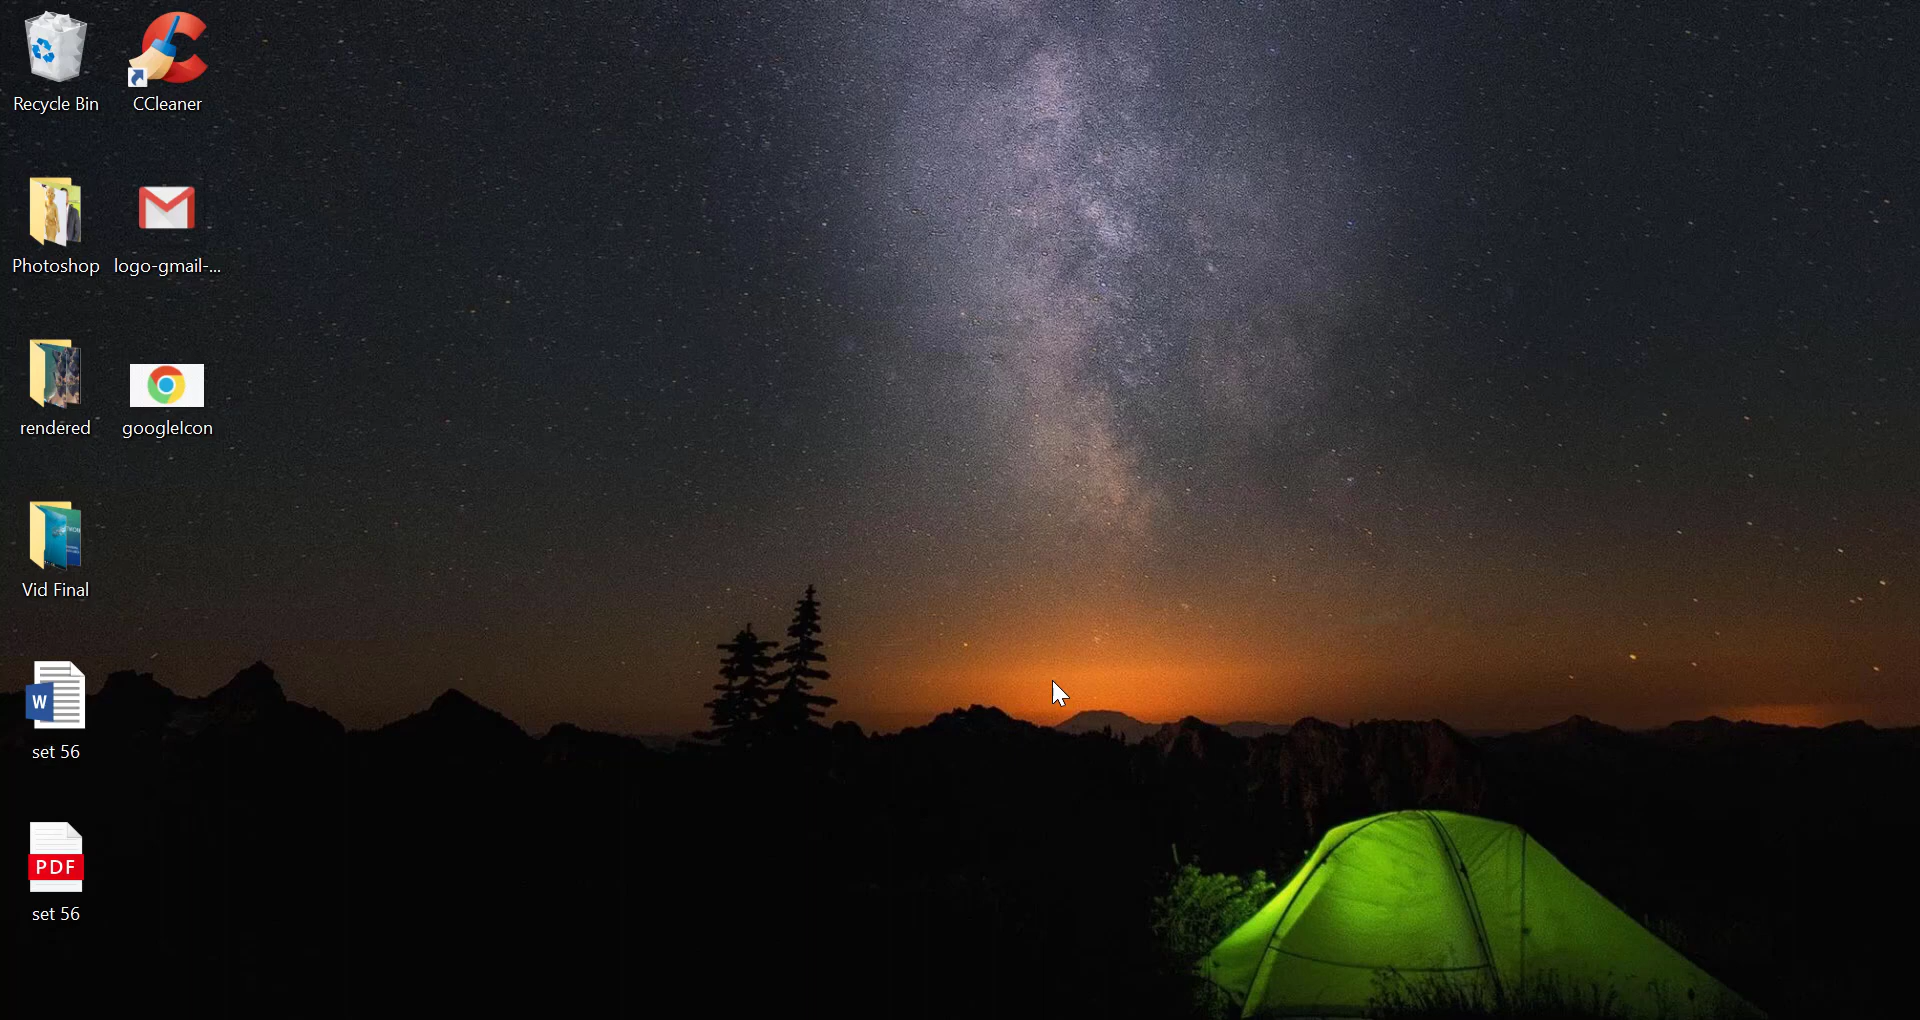 Recycle Bin
CCleaner
Photoshop
logo-gmail-...
rendered
googleIcon
Vid Final
W
set 56
PDF
set 56